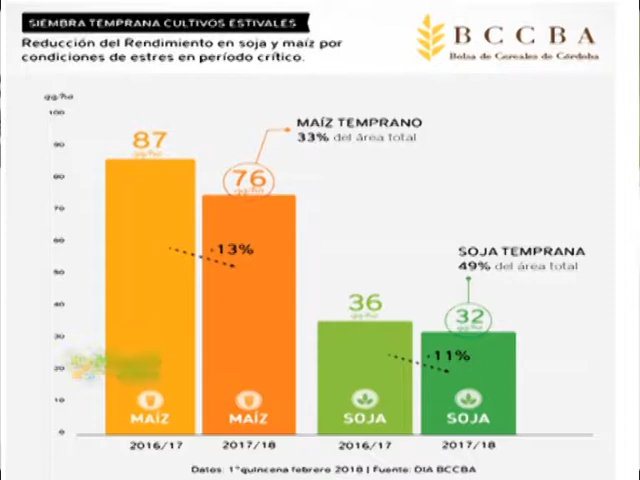 SIEMBRA TEMPRANA CULTIVOS ESTIVALES
Reducción del Rendimiento en soja y maíz por
condiciones de estres en período crítico.
BCCBA
Bolsa de Cereales de Córdoba
qq/ha
100
90
80
70
60
50
40
30
20
10
0
87
qq/ha
76
qq/ha
MAÍZ TEMPRANO
33% del área total
-13%
36
qq/ha
32
qq/ha
SOJA TEMPRANA
49% del área total
-11%
MAÍZ
MAÍZ
SOJA
SOJA
2016/17
2017/18
2016/17
2017/18
Datos: 1°quincena febrero 2018 | Fuente: DIA BCCBA